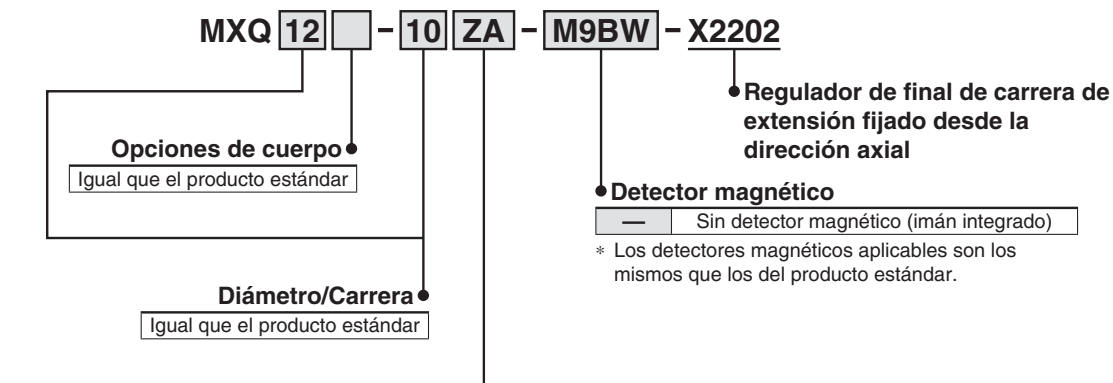 MXQ 12 - 10 ZA - M9BW - X2202
Regulador de final de carrera de
extensión fijado desde la
dirección axial
Opciones de cuerpo
Igual que el producto estándar
Detector magnético
— Sin detector magnético (imán integrado)
* Los detectores magnéticos aplicables son los
mismos que los del producto estándar.
Diámetro/Carrera
Igual que el producto estándar